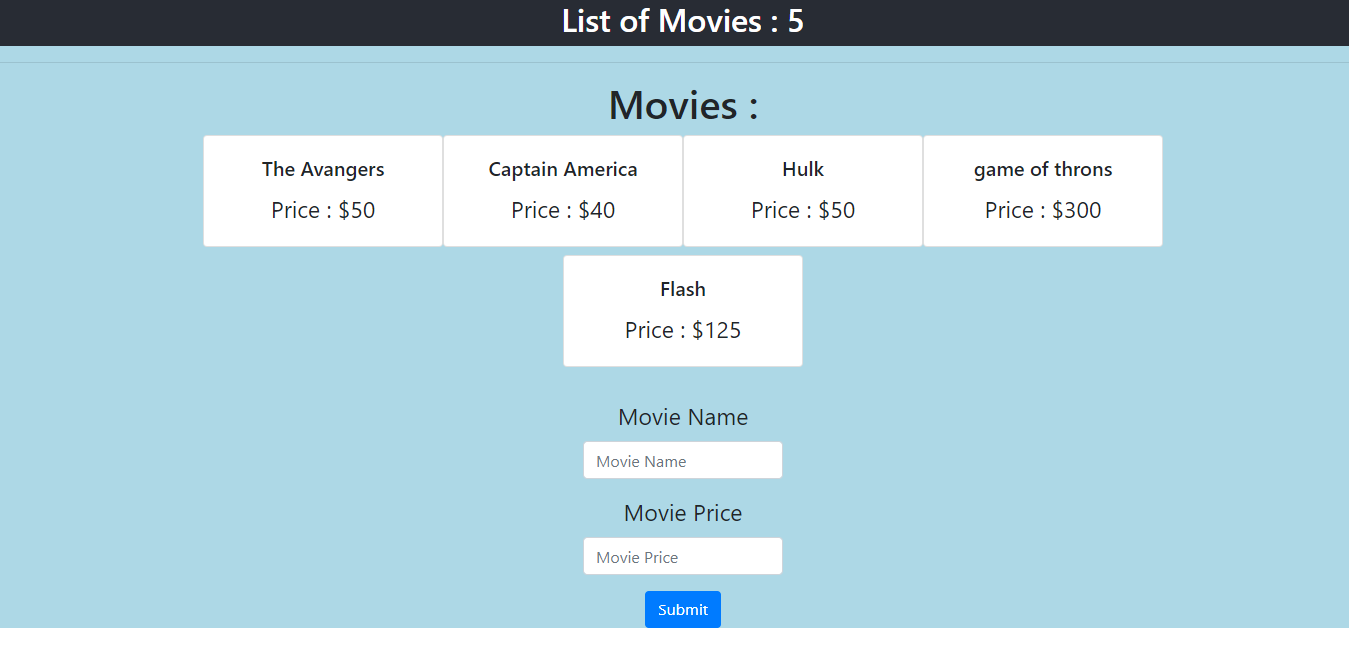 List of Movies : 5
Movies :
The Avangers
Price : $50
Captain America
Price : $40
Hulk
Price : $50
game of throns
Price : $300
Flash
Price : $125
Movie Name
Movie Name
Movie Price
Movie Price
Submit